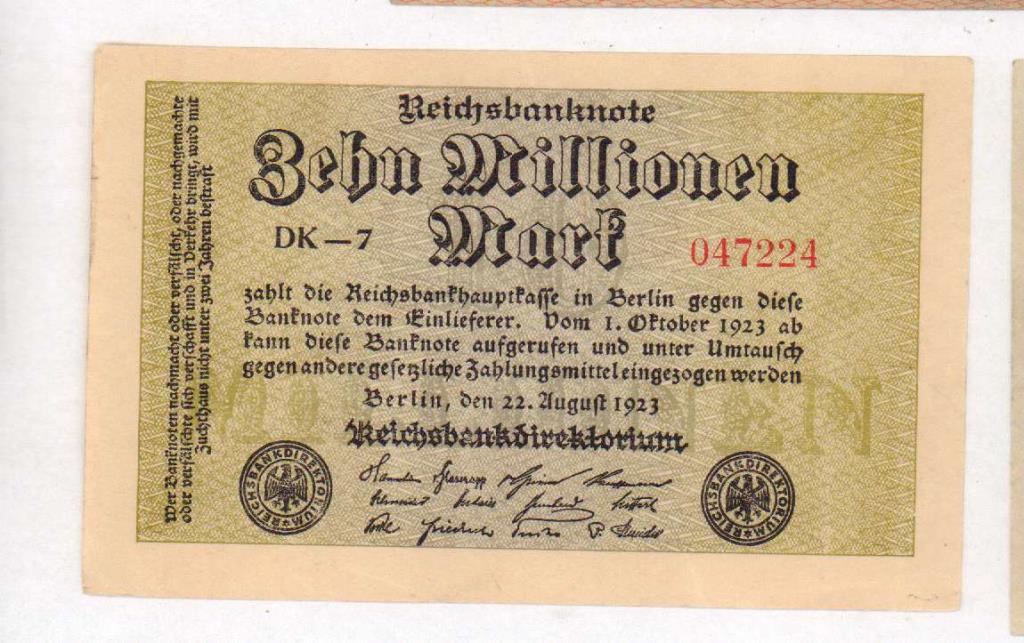 Reichsbanknote
Zehn Millionen
Mark
DK — 7
047224
zahlt die Reichsbankhauptkasse in Berlin gegen diese
Banknote dem Einlieferer. Vom 1. Oktober 1923 ab
kann diese Banknote aufgerufen und unter Umtausch
gegen andere gesetzliche Zahlungsmittel eingezogen werden
Berlin, den 22. August 1923
Reichsbankdirektorium
REICHSBANKDIREKTORIUM
REICHSBANKDIREKTORIUM
Wer Banknoten nachmacht oder verfälscht, oder nachgemachte
oder verfälschte sich verschafft und in Verkehr bringt, wird mit
Zuchthaus nicht unter zwei Jahren bestraft